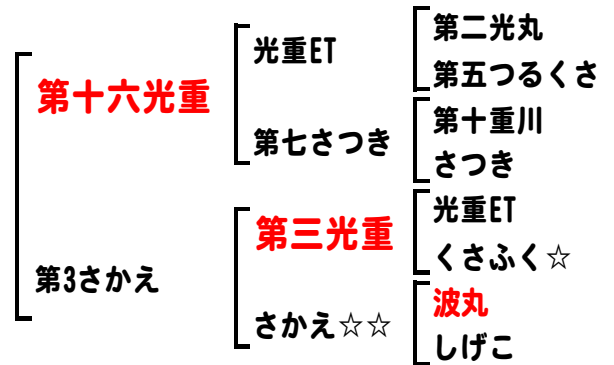 第十六光重
第3さかえ
光重ET
第七さつき
第三光重
さかえ☆☆
第二光丸
第五つるくさ
第十重川
さつき
光重ET
くさふく☆
波丸
しげこ